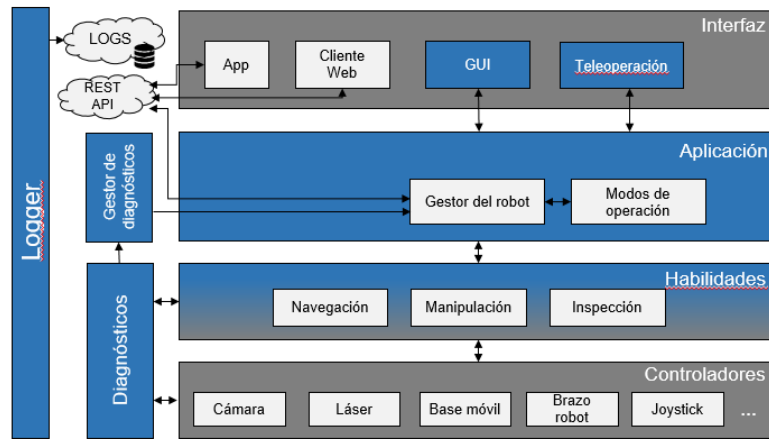 Logger
LOGS
REST
API
Interfaz
App
Cliente
Web
GUI
Teleoperación
Gestor de
diagnósticos
Aplicación
Gestor del robot
Modos de
operación
Diagnósticos
Habilidades
Navegación
Manipulación
Inspección
Controladores
Cámara
Láser
Base móvil
Brazo
robot
Joystick
...